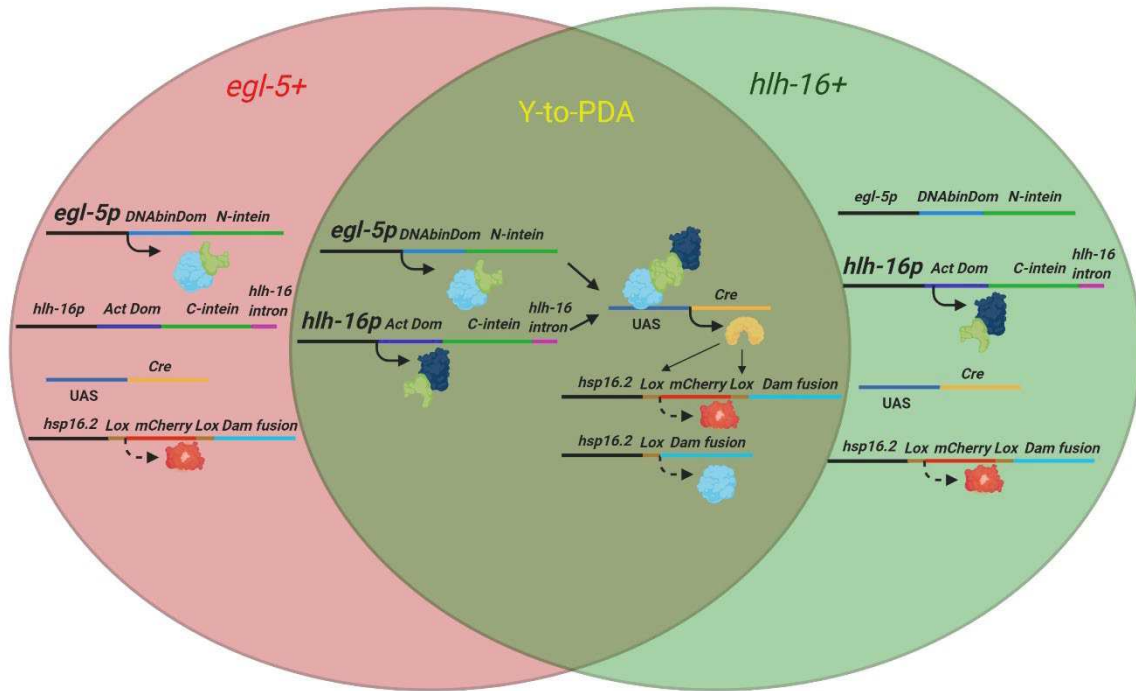 egl-5+
Y-to-PDA
hlh-16+
egl-5p DNAbinDom N-intein
hlh-16p Act Dom C-intein hlh-16
intron
Cre
UAS
hsp16.2 Lox mCherry Lox Dam fusion
egl-5p DNAbinDom N-intein
hlh-16p Act Dom C-intein hlh-16
intron
Cre
UAS
hsp16.2 Lox mCherry Lox Dam fusion
hsp16.2 Lox Dam fusion
egl-5p DNAbinDom N-intein
hlh-16p Act Dom C-intein hlh-16
intron
Cre
UAS
hsp16.2 Lox mCherry Lox Dam fusion